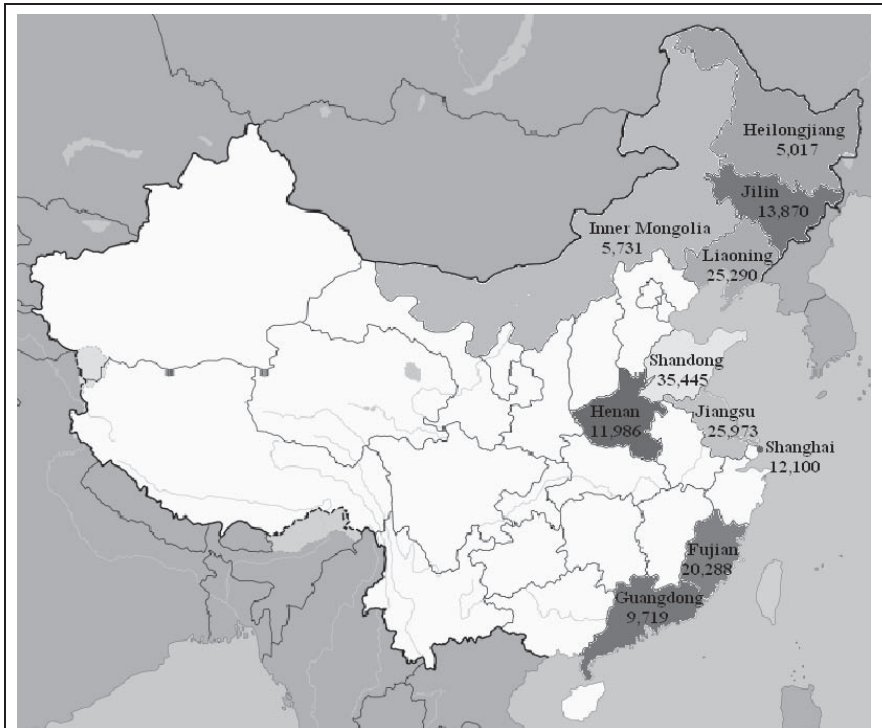 Heilongjiang
5,017
Jilin
13,870
Inner Mongolia
5,731
Liaoning
25,290
Shandong
35,445
Henan
11,986
Jiangsu
25,973
Shanghai
12,100
Fujian
20,288
Guangdong
9,719